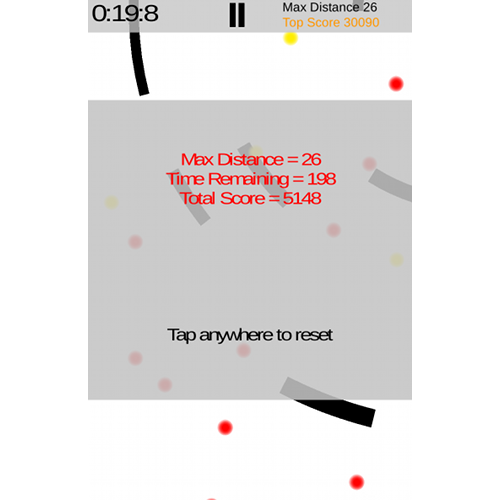 0:19:8
Max Distance 26
Top Score 30090
Max Distance = 26
Time Remaining = 198
Total Score = 5148
Tap anywhere to reset